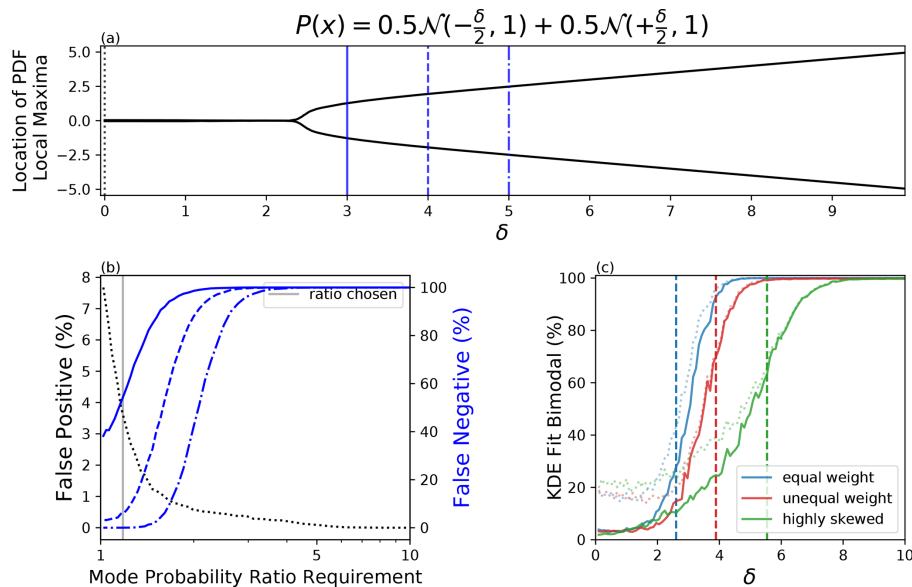 P(x) = 0.5𝒩(−δ/2, 1) + 0.5𝒩(+δ/2, 1)
(a)
Location of PDF
Local Maxima
5.0
2.5
0.0
−2.5
−5.0
0 1 2 3 4 5 6 7 8 9
δ
(b)
False Positive (%)
8
7
6
5
4
3
2
1
0
ratio chosen
100
80
60
40
20
0
False Negative (%)
1 2 5 10
Mode Probability Ratio Requirement
(c)
KDE Fit Bimodal (%)
100
80
60
40
20
0
equal weight
unequal weight
highly skewed
0 2 4 6 8 10
δ